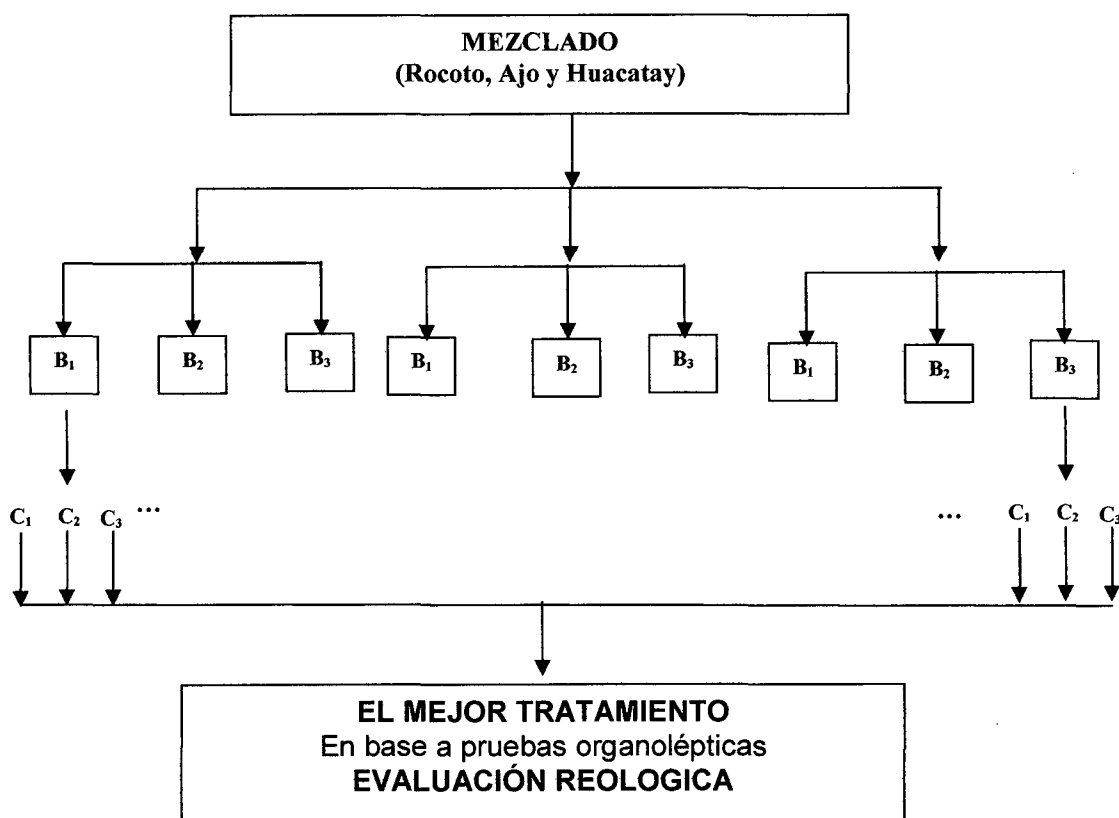 MEZCLADO
(Rocoto, Ajo y Huacatay)
B₁ B₂ B₃ B₁ B₂ B₃ B₁ B₂ B₃
C₁ C₂ C₃ ... ... C₁ C₂ C₃
EL MEJOR TRATAMIENTO
En base a pruebas organolépticas
EVALUACIÓN REOLOGICA